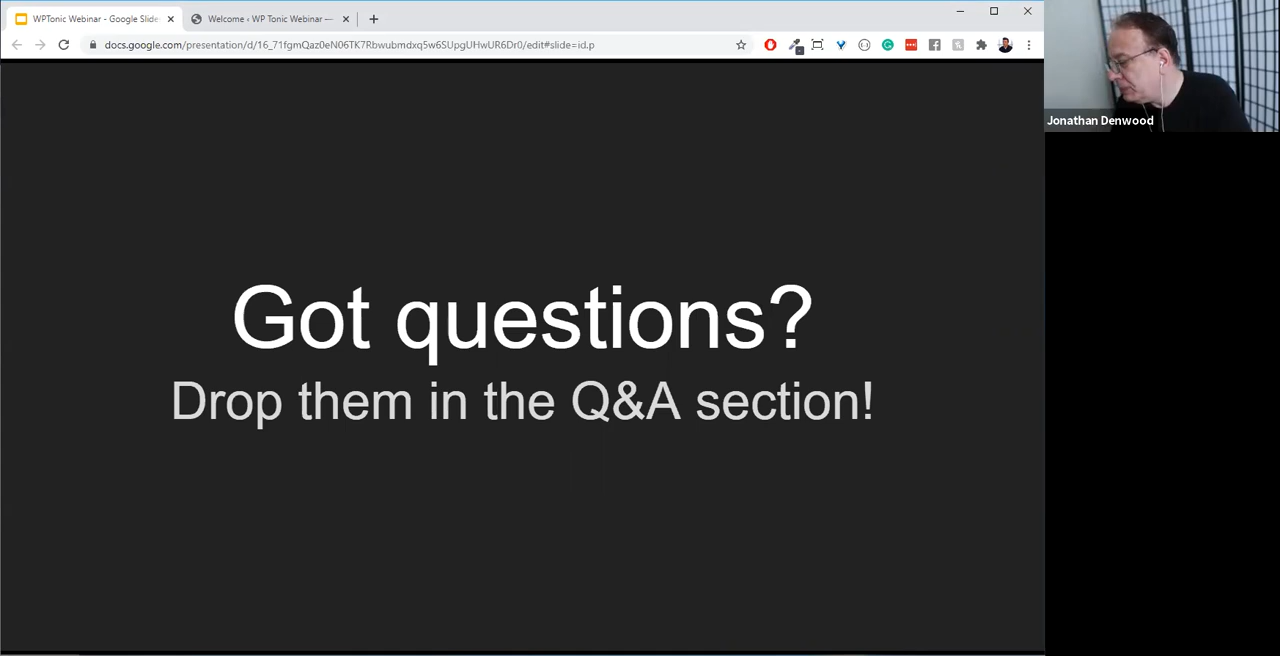 WPTonic Webinar - Google Slide
Welcome ‹ WP Tonic Webinar —
docs.google.com/presentation/d/16_71fgmQaz0eN06TK7Rbwubmdxq5w6SUpgUHwUR6Dr0/edit#slide=id.p
Jonathan Denwood
Got questions?
Drop them in the Q&A section!